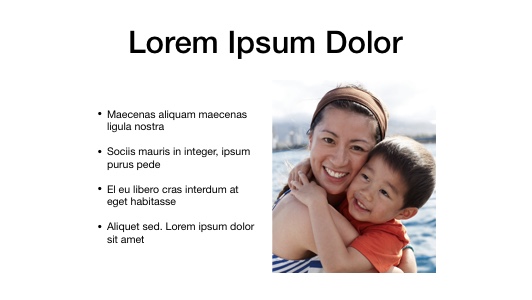 Lorem Ipsum Dolor
• Maecenas aliquam maecenas
ligula nostra
• Sociis mauris in integer, ipsum
purus pede
• El eu libero cras interdum at
eget habitasse
• Aliquet sed. Lorem ipsum dolor
sit amet